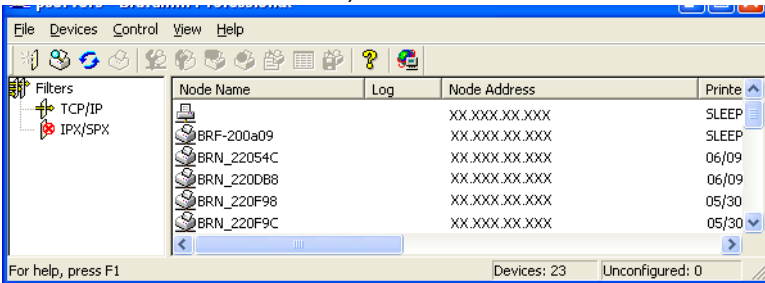 File Devices Control View Help
Filters
TCP/IP
IPX/SPX
Node Name Log Node Address Printe
XX.XXX.XX.XXX SLEEP
BRF-200a09 XX.XXX.XX.XXX SLEEP
BRN_22054C XX.XXX.XX.XXX 06/09
BRN_220DB8 XX.XXX.XX.XXX 06/09
BRN_220F98 XX.XXX.XX.XXX 05/30
BRN_220F9C XX.XXX.XX.XXX 05/30
For help, press F1 Devices: 23 Unconfigured: 0